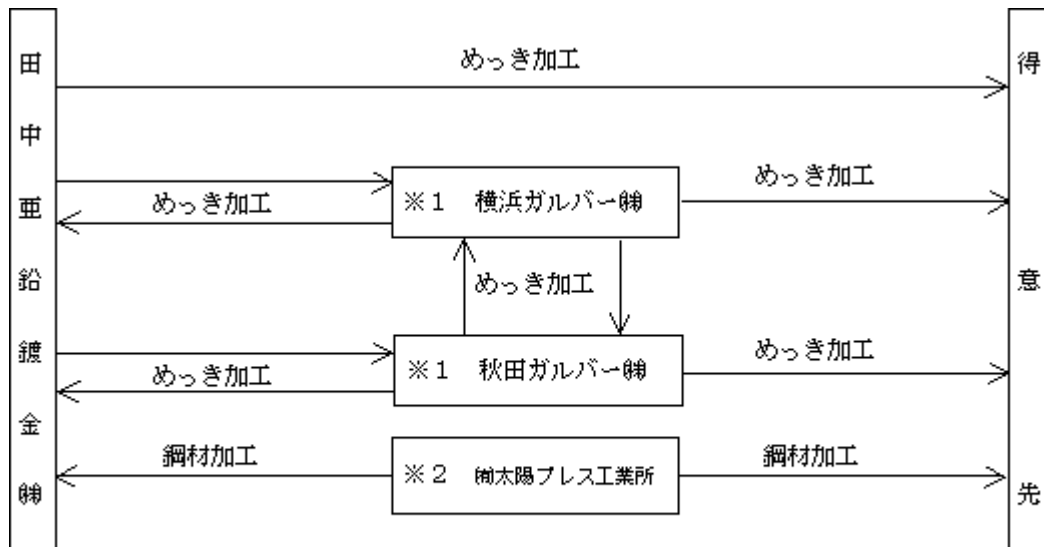 田中亜鉛鍍金㈱
得意先
めっき加工
※1 横浜ガルバー㈱
めっき加工
めっき加工
めっき加工
※1 秋田ガルバー㈱
めっき加工
めっき加工
※2 ㈲太陽プレス工業所
鋼材加工
鋼材加工